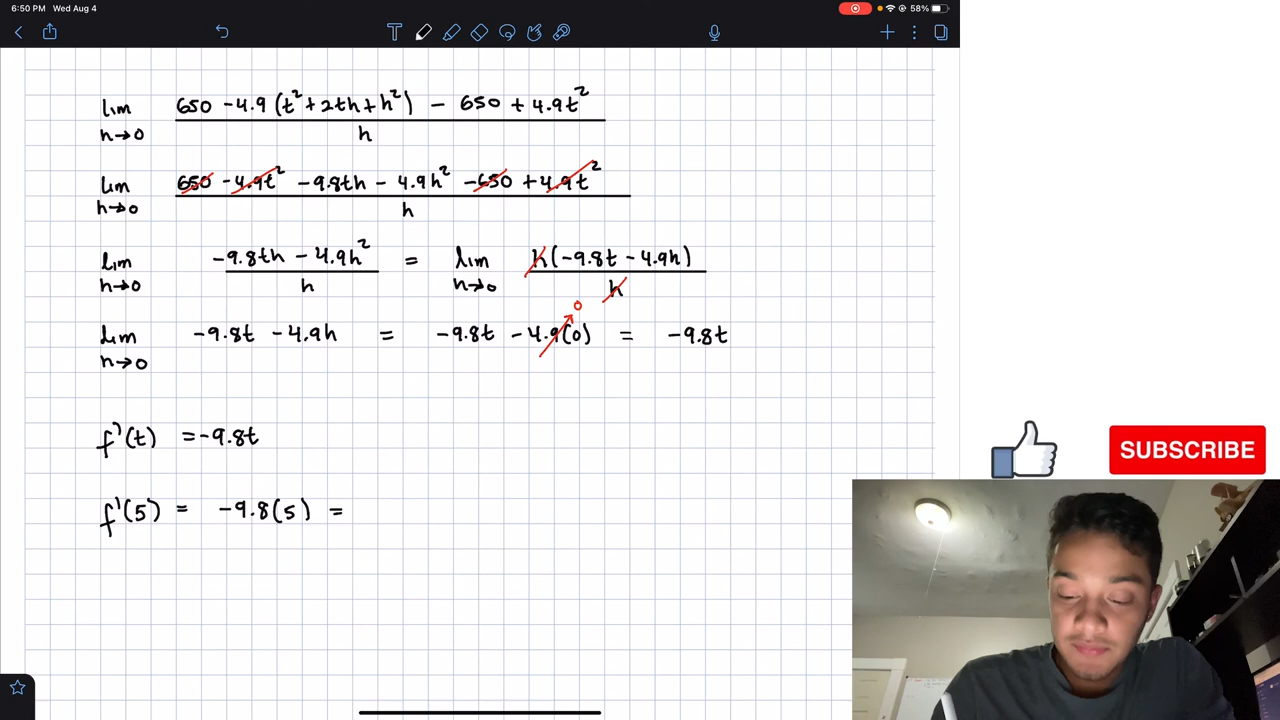 6:50 PM Wed Aug 4 58%
T
lim h→0 650 - 4.9 (t² + 2th + h²) - 650 + 4.9t² / h
lim h→0 650 - 4.9t² - 9.8th - 4.9h² - 650 + 4.9t² / h
lim h→0 -9.8th - 4.9h² / h = lim h→0 h(-9.8t - 4.9h) / h
lim h→0 -9.8t - 4.9h = -9.8t - 4.9(0) 0 = -9.8t
f'(t) = -9.8t
f'(5) = -9.8(5) =
SUBSCRIBE